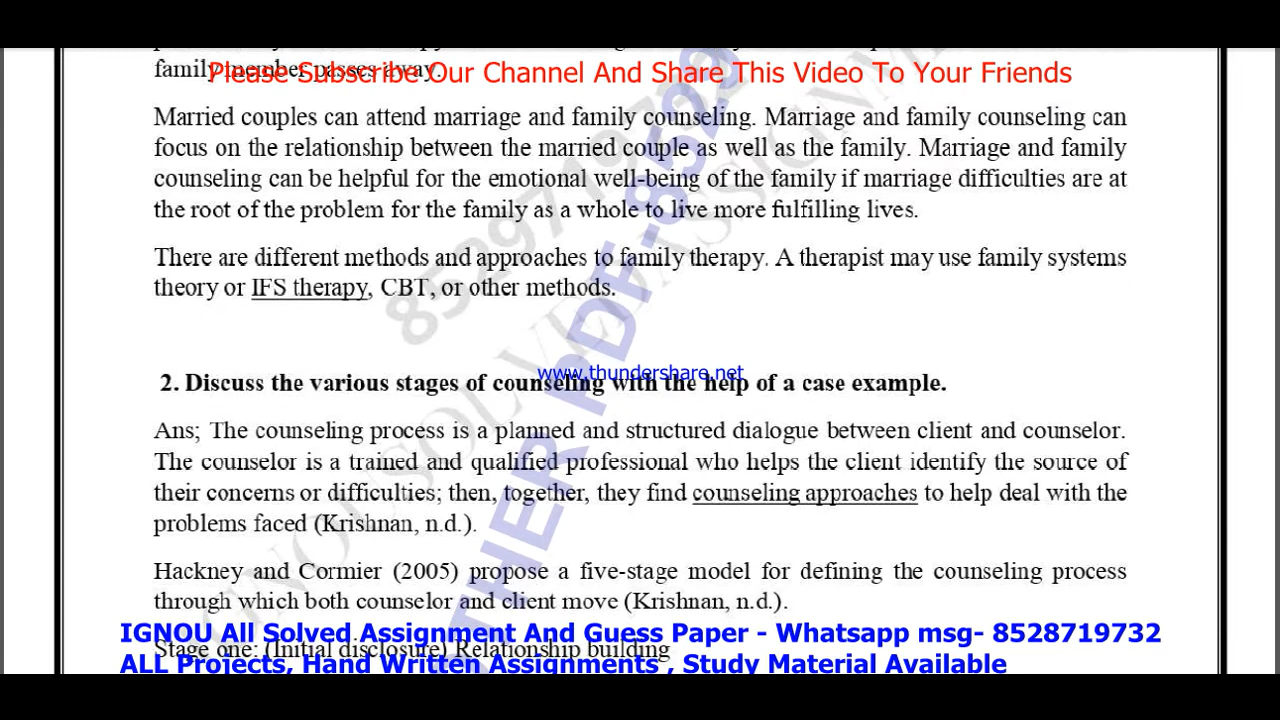 family member passes away.
Please Subscribe Our Channel And Share This Video To Your Friends
Married couples can attend marriage and family counseling. Marriage and family counseling can
focus on the relationship between the married couple as well as the family. Marriage and family
counseling can be helpful for the emotional well-being of the family if marriage difficulties are at
the root of the problem for the family as a whole to live more fulfilling lives.
There are different methods and approaches to family therapy. A therapist may use family systems
theory or IFS therapy, CBT, or other methods.
www.thundershare.net
2. Discuss the various stages of counseling with the help of a case example.
Ans; The counseling process is a planned and structured dialogue between client and counselor.
The counselor is a trained and qualified professional who helps the client identify the source of
their concerns or difficulties; then, together, they find counseling approaches to help deal with the
problems faced (Krishnan, n.d.).
Hackney and Cormier (2005) propose a five-stage model for defining the counseling process
through which both counselor and client move (Krishnan, n.d.).
IGNOU All Solved Assignment And Guess Paper - Whatsapp msg- 8528719732
Stage one: (Initial disclosure) Relationship building
ALL Projects, Hand Written Assignments , Study Material Available